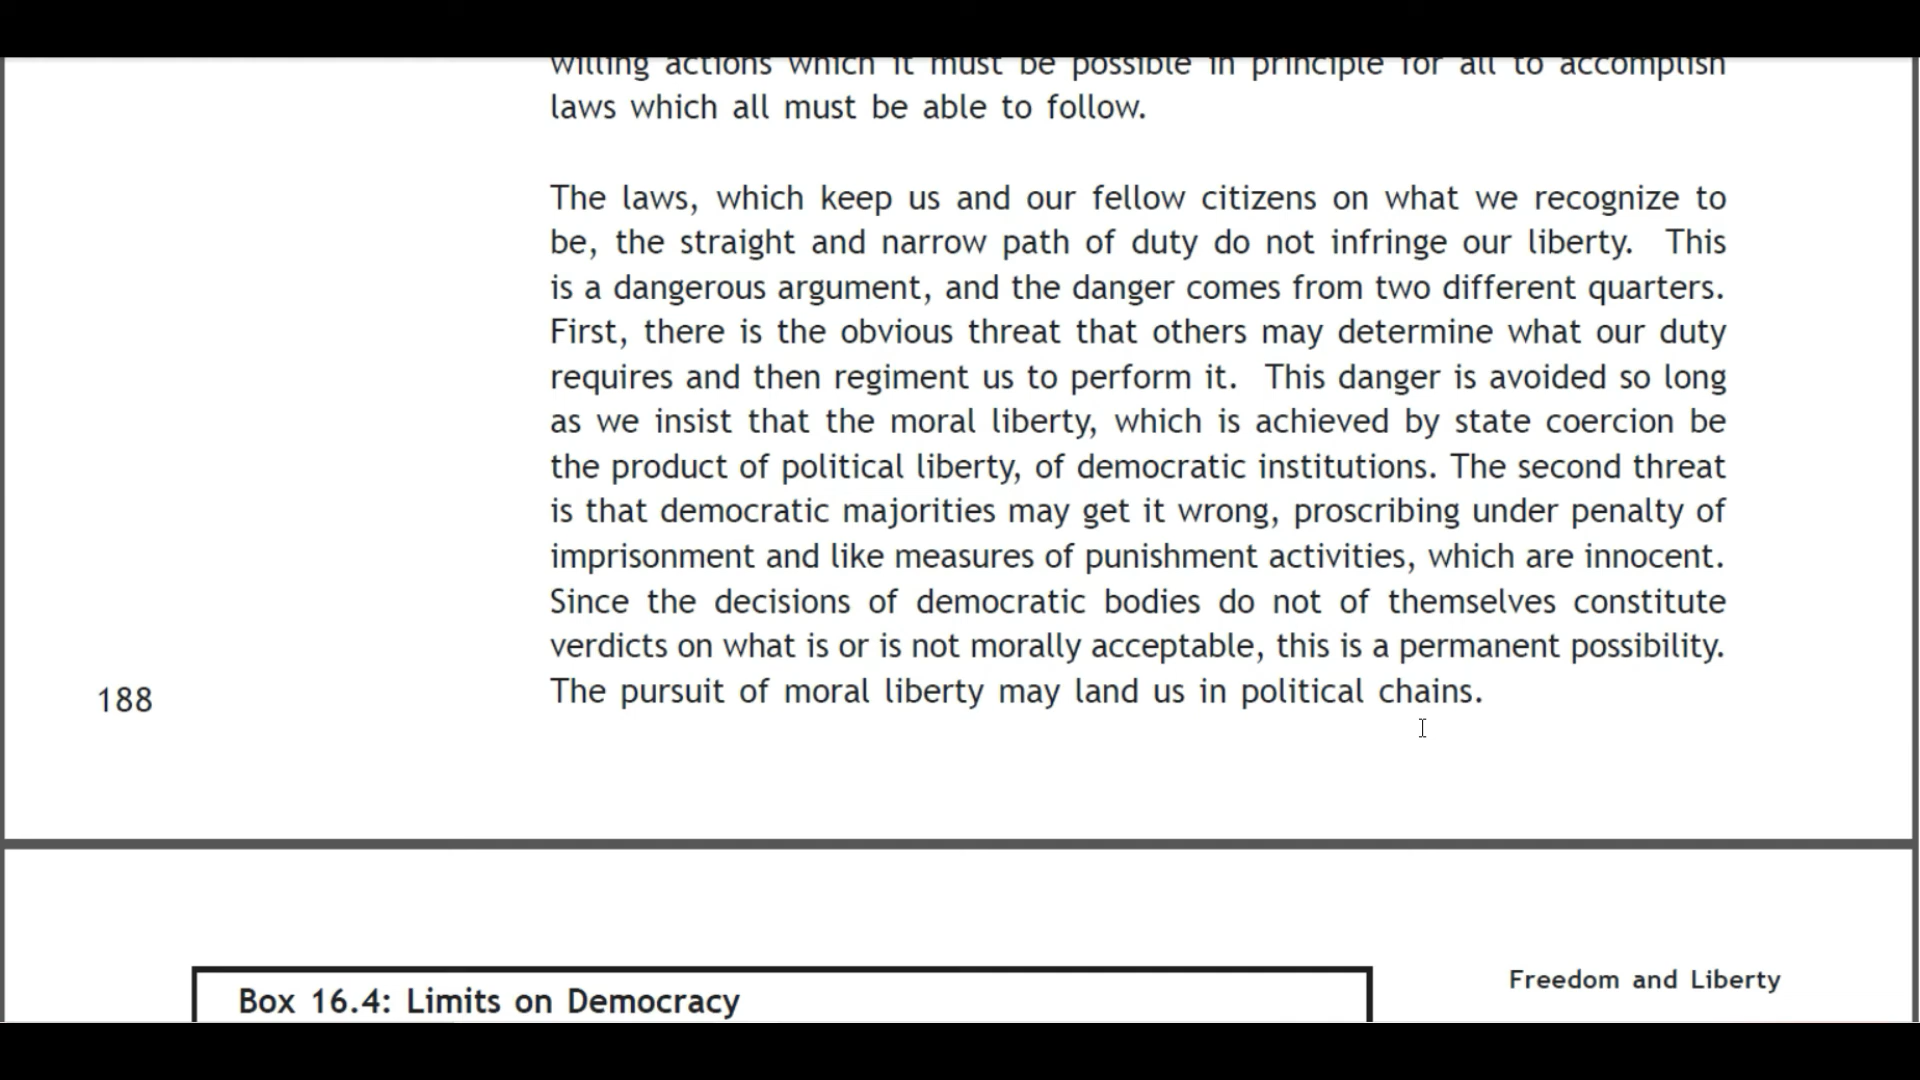 willing actions which it must be possible in principle for all to accomplish
laws which all must be able to follow.
The laws, which keep us and our fellow citizens on what we recognize to
be, the straight and narrow path of duty do not infringe our liberty. This
is a dangerous argument, and the danger comes from two different quarters.
First, there is the obvious threat that others may determine what our duty
requires and then regiment us to perform it. This danger is avoided so long
as we insist that the moral liberty, which is achieved by state coercion be
the product of political liberty, of democratic institutions. The second threat
is that democratic majorities may get it wrong, proscribing under penalty of
imprisonment and like measures of punishment activities, which are innocent.
Since the decisions of democratic bodies do not of themselves constitute
verdicts on what is or is not morally acceptable, this is a permanent possibility.
The pursuit of moral liberty may land us in political chains.
188
Freedom and Liberty
Box 16.4: Limits on Democracy